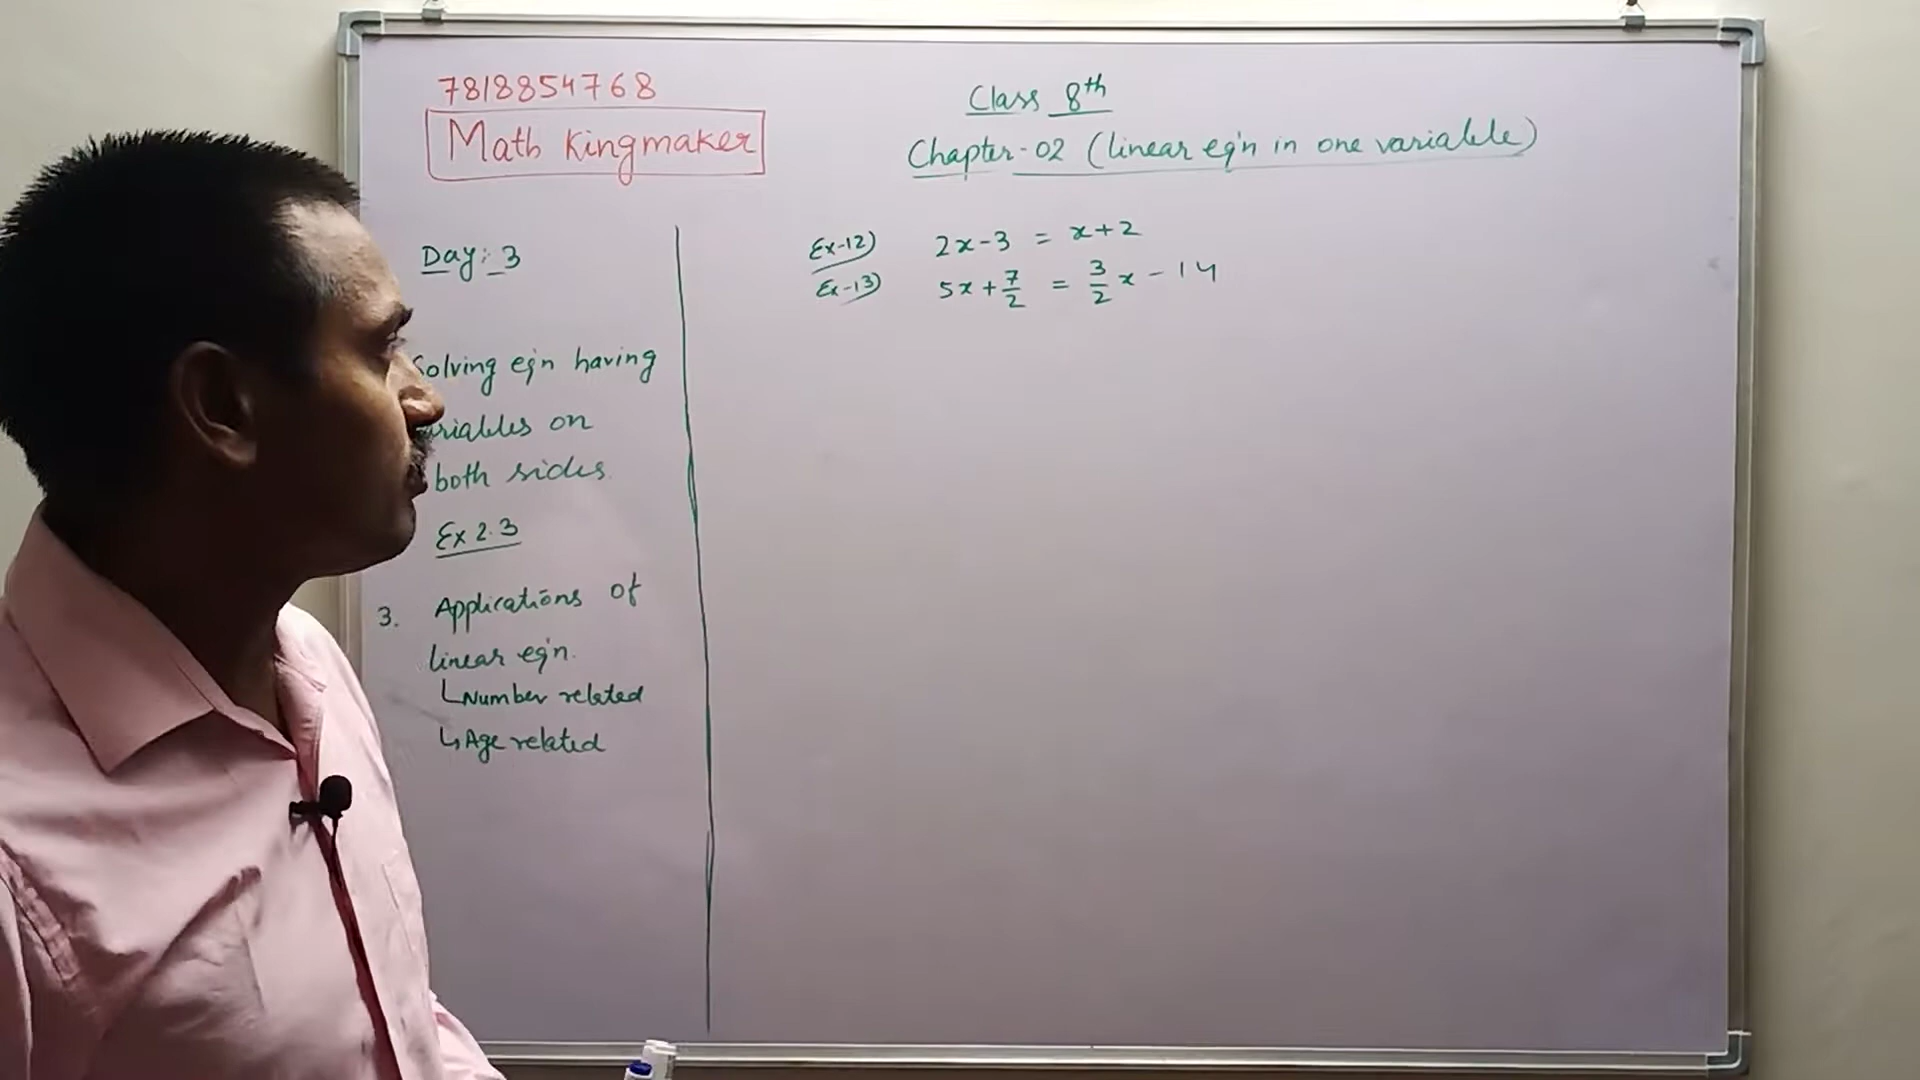 7818854768
Math Kingmaker
Class 8th
Chapter-02 (linear eq'n in one variable)
Day: 3
Solving eq'n having
variables on
both sides.
Ex 2.3
3. Applications of
linear eq'n.
Number related
Age related
Ex-12) 2x-3 = x+2
Ex-13) 5x+7/2 = 3/2 x - 14